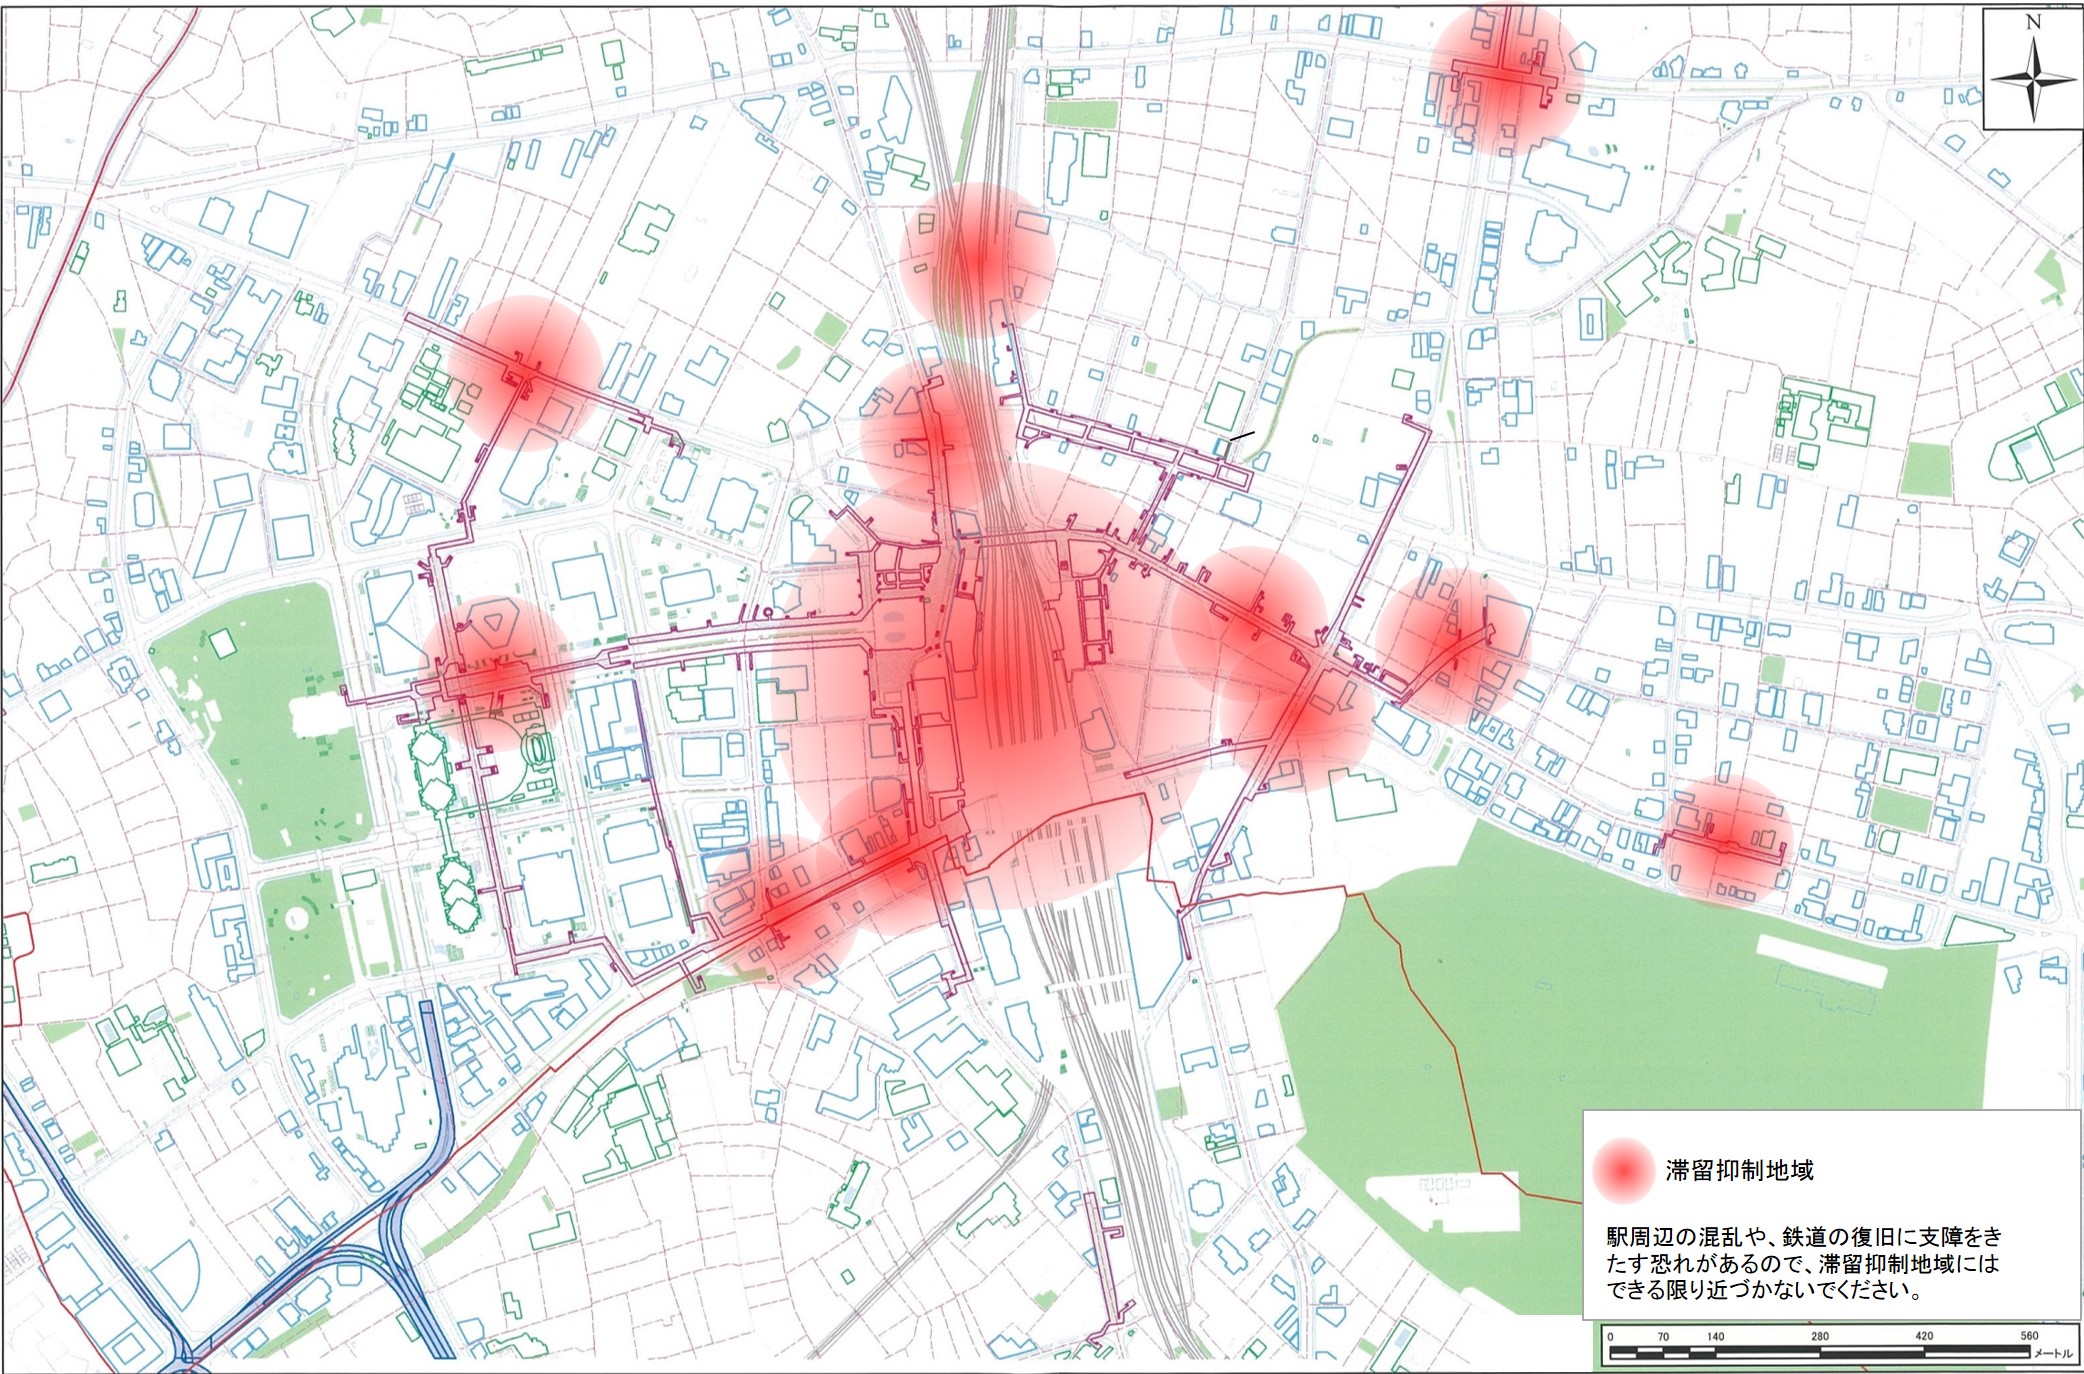 N
滞留抑制地域
駅周辺の混乱や、鉄道の復旧に支障をき
たす恐れがあるので、滞留抑制地域には
できる限り近づかないでください。
0 70 140 280 420 560
メートル